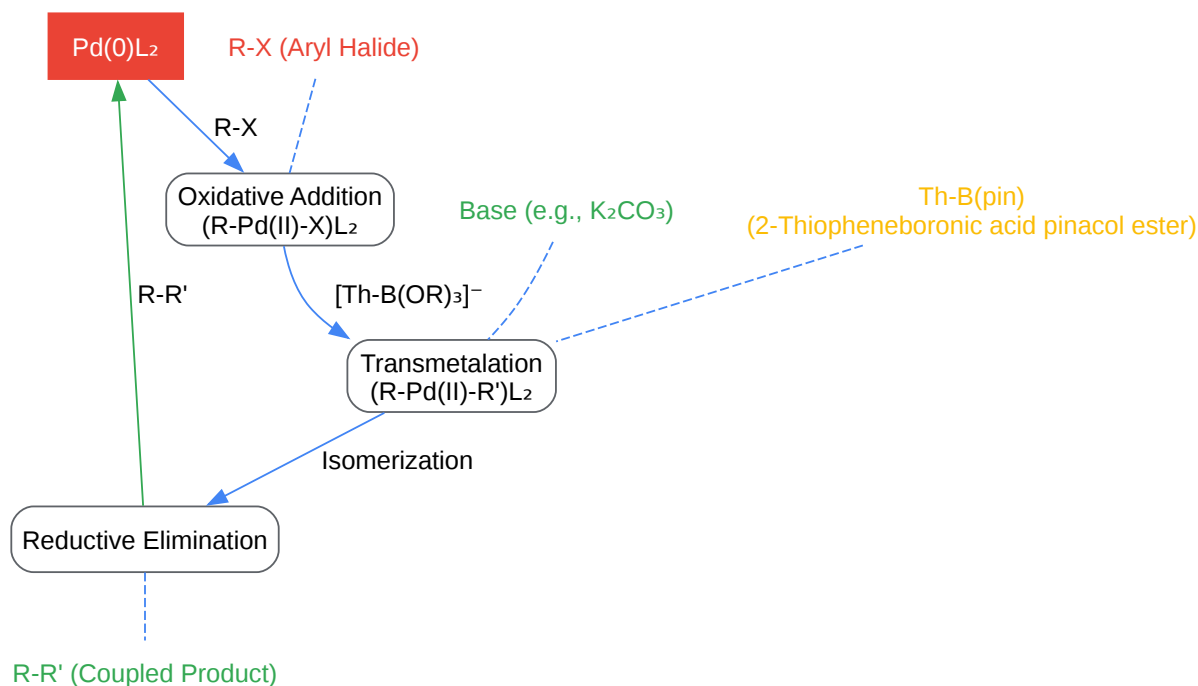 Pd(0)L₂
R-X (Aryl Halide)
R-X
Oxidative Addition
(R-Pd(II)-X)L₂
Base (e.g., K₂CO₃)
Th-B(pin)
(2-Thiopheneboronic acid pinacol ester)
R-R'
[Th-B(OR)₃]⁻
Transmetalation
(R-Pd(II)-R')L₂
Isomerization
Reductive Elimination
R-R' (Coupled Product)